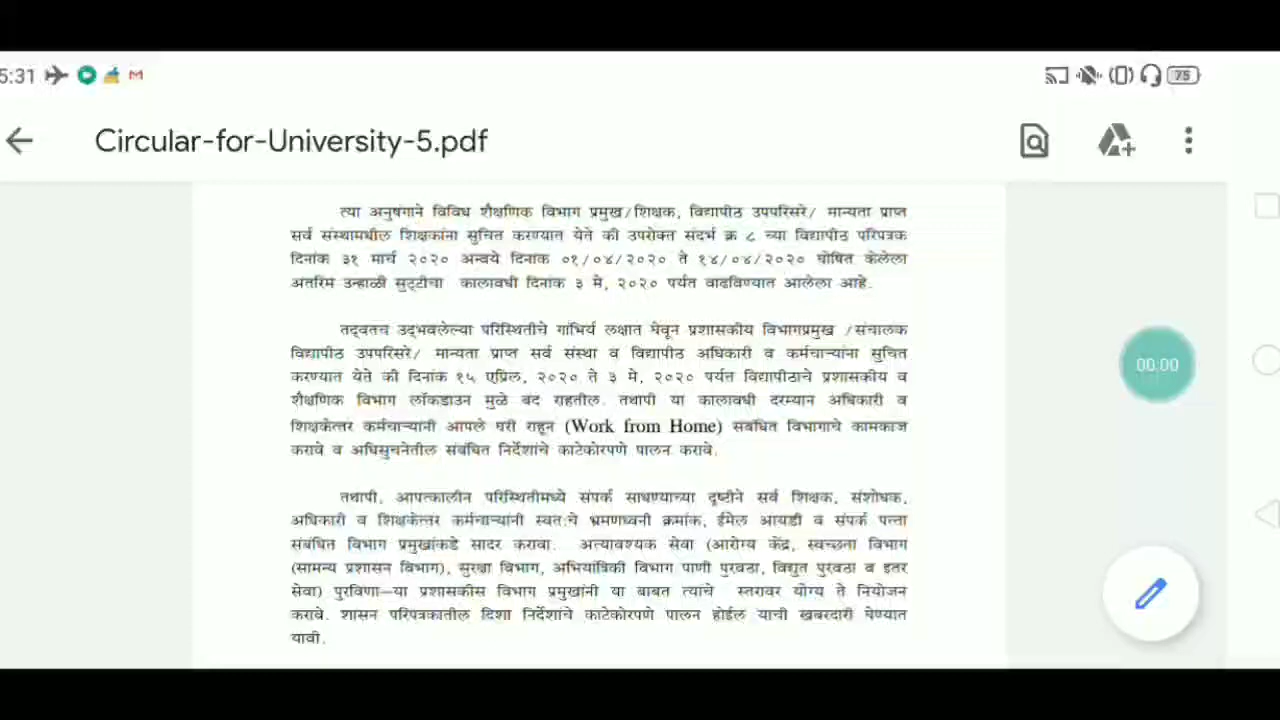 5:31
75
Circular-for-University-5.pdf
त्या अनुषंगाने विविध शैक्षणिक विभाग प्रमुख/शिक्षक, विद्यापीठ उपपरिसरे/ मान्यता प्राप्त
सर्व संस्थामधील शिक्षकांना सुचित करण्यात येते की उपरोक्त संदर्भ क्र ८ च्या विद्यापीठ परिपत्रक
दिनांक ३१ मार्च २०२० अन्वये दिनांक ०१/०४/२०२० ते १४/०४/२०२० घोषित केलेला
अंतरिम उन्हाळी सुट्टीचा कालावधी दिनांक ३ मे, २०२० पर्यंत वाढविण्यात आलेला आहे.
तद्वतच उद्भवलेल्या परिस्थितीचे गांभिर्य लक्षात घेवून प्रशासकीय विभागप्रमुख /संचालक
विद्यापीठ उपपरिसरे/ मान्यता प्राप्त सर्व संस्था व विद्यापीठ अधिकारी व कर्मचाऱ्यांना सुचित
करण्यात येते की दिनांक १५ एप्रिल, २०२० ते ३ मे, २०२० पर्यंत विद्यापीठाचे प्रशासकीय व
शैक्षणिक विभाग लॉकडाउन मुळे बंद राहतील. तथापी या कालावधी दरम्यान अधिकारी व
शिक्षकेत्तर कर्मचाऱ्यांनी आपले घरी राहून (Work from Home) संबंधित विभागाचे कामकाज
करावे व अधिसुचनेतील संबंधित निर्देशांचे काटेकोरपणे पालन करावे.
तथापी, आपत्कालीन परिस्थितीमध्ये संपर्क साधण्याच्या दृष्टीने सर्व शिक्षक, संशोधक,
अधिकारी व शिक्षकेत्तर कर्मचाऱ्यांनी स्वत:चे भ्रमणध्वनी क्रमांक, ईमेल आयडी व संपर्क पत्ता
संबंधित विभाग प्रमुखांकडे सादर करावा. अत्यावश्यक सेवा (आरोग्य केंद्र, स्वच्छता विभाग
(सामन्य प्रशासन विभाग), सुरक्षा विभाग, अभियांत्रिकी विभाग पाणी पुरवठा, विद्युत पुरवठा व इतर
सेवा) पुरविणा-या प्रशासकीस विभाग प्रमुखांनी या बाबत त्यांचे स्तरावर योग्य ते नियोजन
करावे. शासन परिपत्रकातील दिशा निर्देशांचे काटेकोरपणे पालन होईल याची खबरदारी घेण्यात
यावी.
00:00